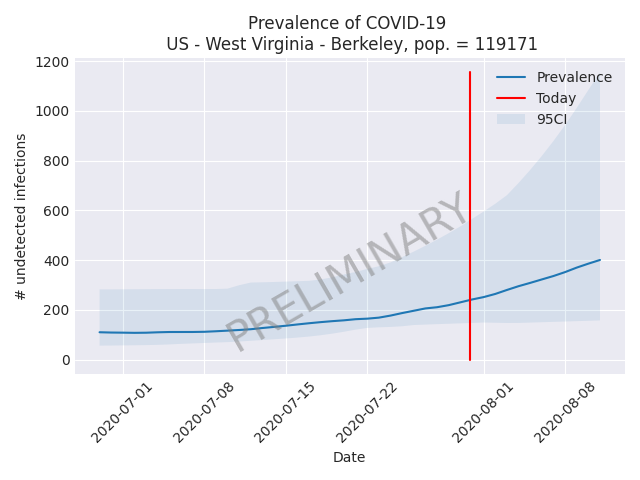 Prevalence of COVID-19
US - West Virginia - Berkeley, pop. = 119171
1200
1000
800
600
400
200
0
# undetected infections
Prevalence
Today
95CI
PRELIMINARY
2020-07-01
2020-07-08
2020-07-15
2020-07-22
2020-08-01
2020-08-08
Date